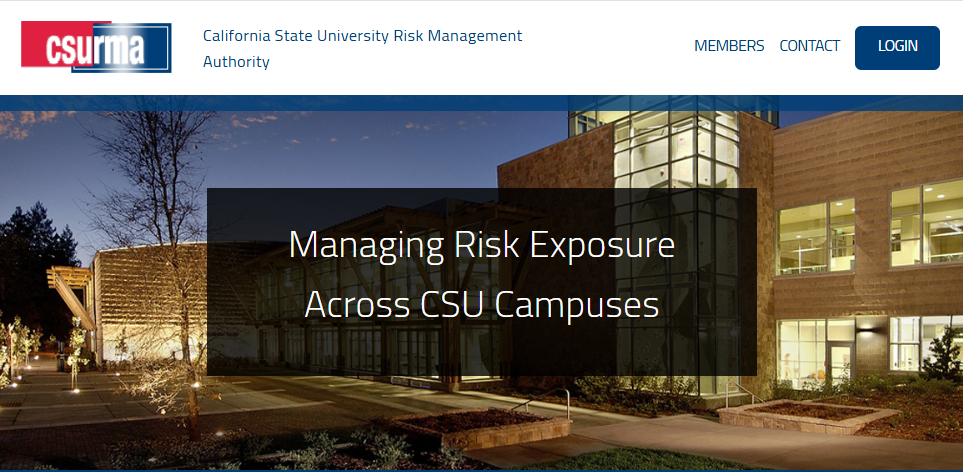 csurma
California State University Risk Management
Authority
MEMBERS CONTACT LOGIN
Managing Risk Exposure
Across CSU Campuses